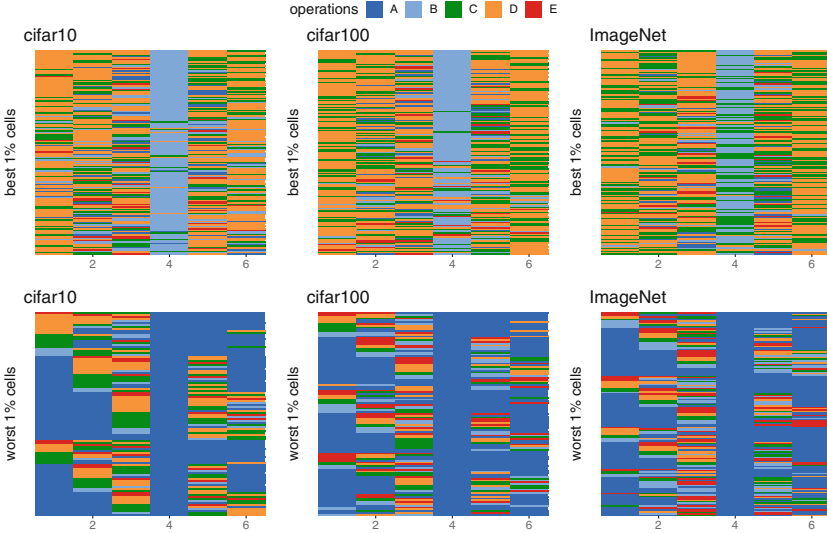 operations A B C D E
cifar10 cifar100 ImageNet
best 1% cells best 1% cells best 1% cells
2 4 6 2 4 6 2 4 6
cifar10 cifar100 ImageNet
worst 1% cells worst 1% cells worst 1% cells
2 4 6 2 4 6 2 4 6